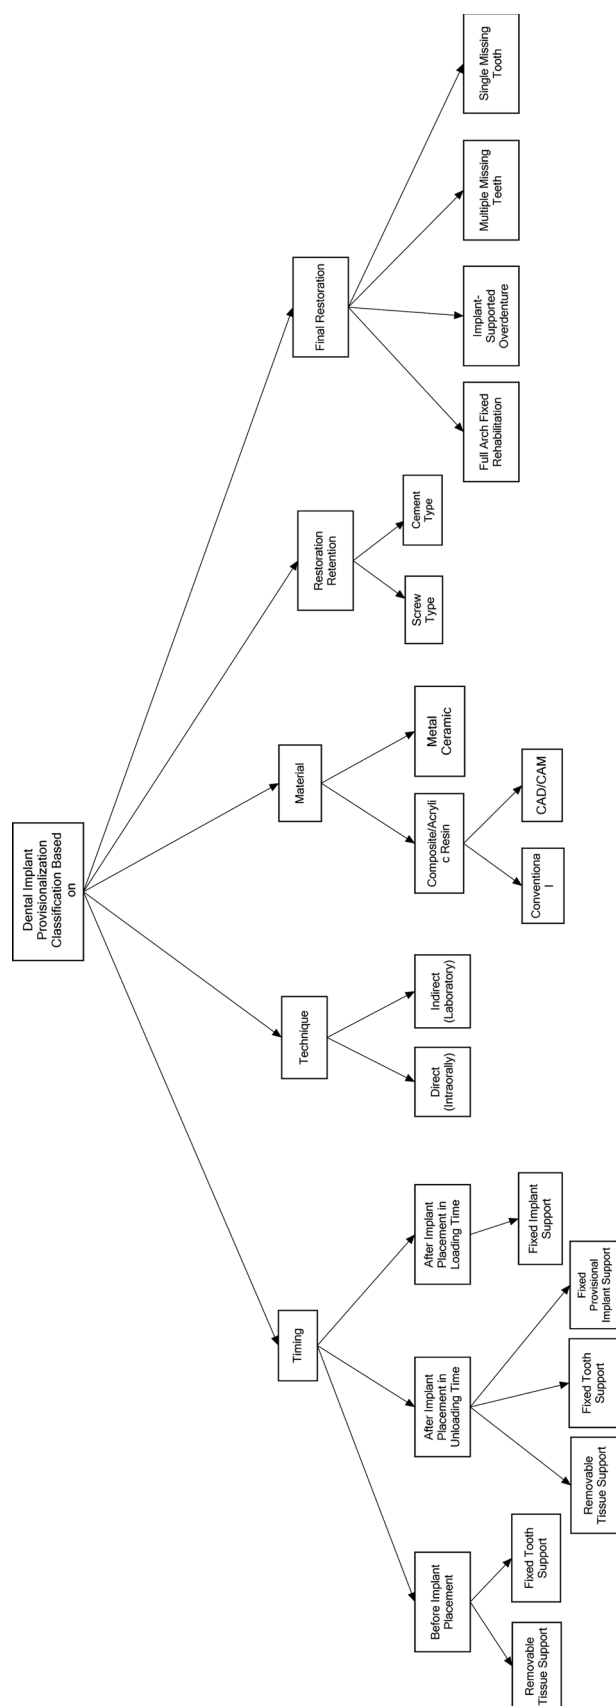 Dental Implant
Provisionalization
Classification Based
on
Timing
Technique
Material
Restoration
Retention
Final Restoration
Before Implant
Placement
After Implant
Placement in
Unloading Time
After Implant
Placement in
Loading Time
Direct
(Intraorally)
Indirect
(Laboratory)
Composite/Acryli
c Resin
Metal
Ceramic
Screw
Type
Cement
Type
Full Arch Fixed
Rehabilitation
Implant-
Supported
Overdenture
Multiple Missing
Teeth
Single Missing
Tooth
Removable
Tissue Support
Fixed Tooth
Support
Removable
Tissue Support
Fixed Tooth
Support
Fixed
Provisional
Implant Support
Fixed Implant
Support
Conventiona
l
CAD/CAM